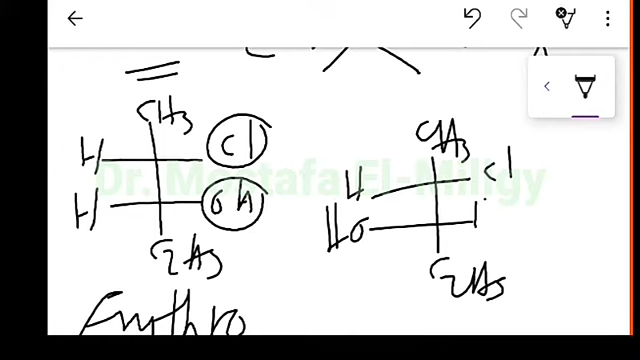 CH3 CH3
H Cl H Cl
H OH HO
C2H5 C2H5
Dr. Mostafa El-Miligy
Erythro